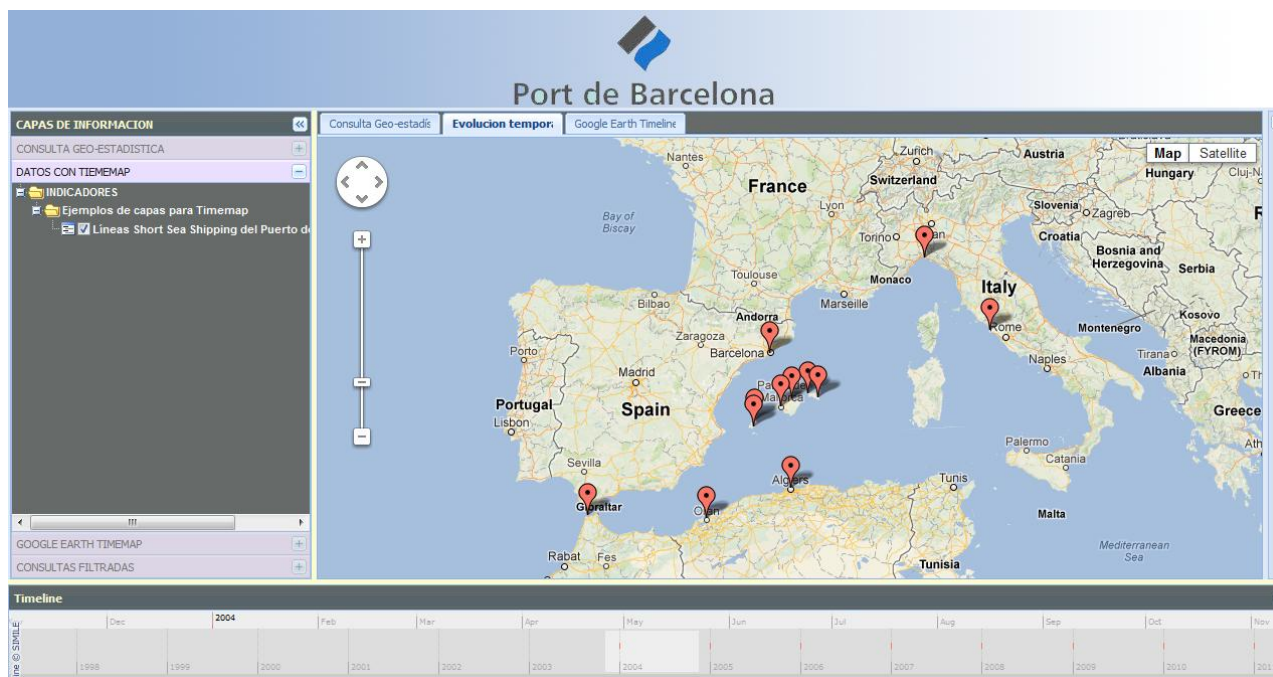 Port de Barcelona
CAPAS DE INFORMACION
CONSULTA GEO-ESTADISTICA
DATOS CON TIEMEMAP
INDICADORES
Ejemplos de capas para Timemap
Lineas Short Sea Shipping del Puerto de
GOOGLE EARTH TIMEMAP
CONSULTAS FILTRADAS
Consulta Geo-estadís
Evolucion tempora
Google Earth Timeline
Map
Satellite
Nantes
Zurich
Austria
Hungary
Cluj-N
France
Switzerland
Lyon
Slovenia
Zagreb
Bay of
Biscay
Torino
Croatia
Bosnia and
Herzegovina
Serbia
Toulouse
Monaco
Italy
Bilbao
Marseille
Andorra
Kosovo
Zaragoza
Rome
Montenegro
Macedonia
(FYROM)
Porto
Barcelona
Naples
Tirana
Madrid
Albania
Portugal
Spain
Greece
Lisbon
Palermo
Ath
Sevilla
Catania
Algiers
Tunis
Gibraltar
Oran
Malta
Rabat
Fes
Tunisia
Mediterranean
Sea
Timeline
Dec
2004
Feb
Mar
Apr
May
Jun
Jul
Aug
Sep
Oct
Nov
1998
1999
2000
2001
2002
2003
2004
2005
2006
2007
2008
2009
2010
201
ine © SIMILE